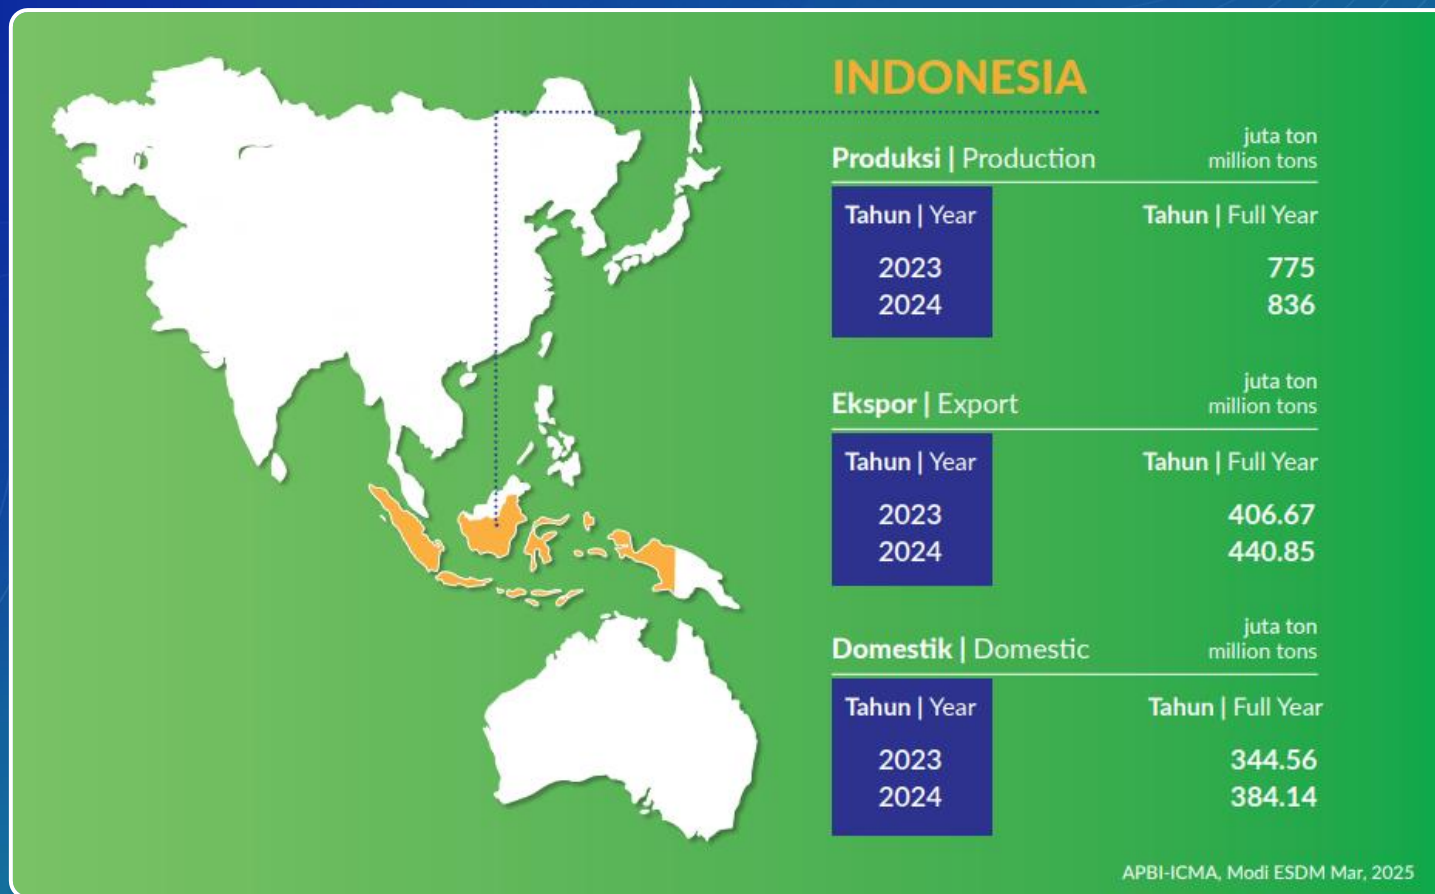 INDONESIA
juta ton
Produksi | Production million tons
Tahun | Year Tahun | Full Year
2023 775
2024 836
juta ton
Ekspor | Export million tons
Tahun | Year Tahun | Full Year
2023 406.67
2024 440.85
juta ton
Domestik | Domestic million tons
Tahun | Year Tahun | Full Year
2023 344.56
2024 384.14
APBI-ICMA, Modi ESDM Mar, 2025